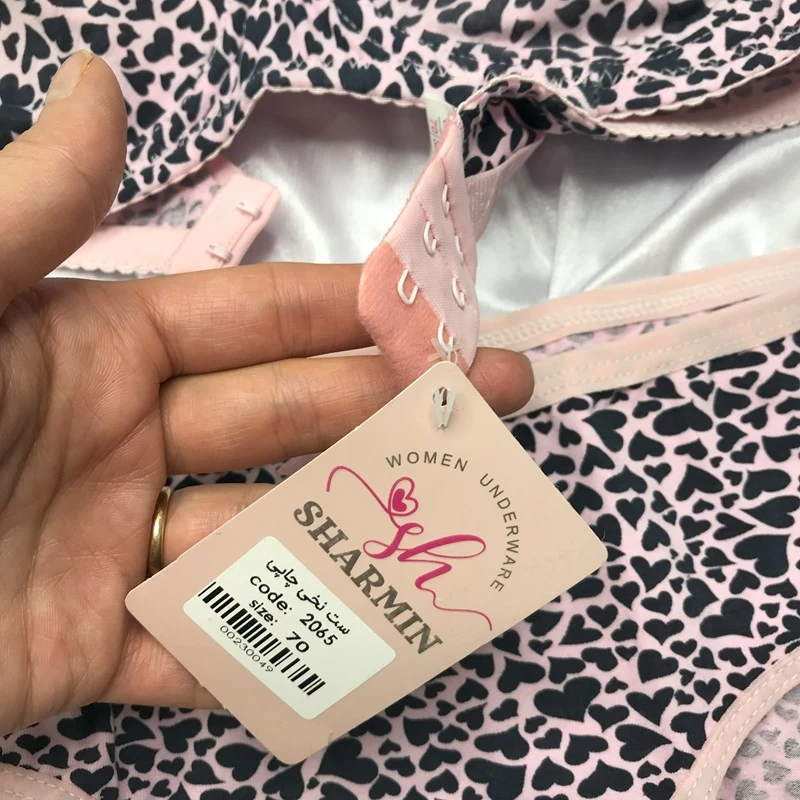 WOMEN UNDERWARE
sh
SHARMIN
ست نخی چاپی
code: 2065
size: 70
00230049